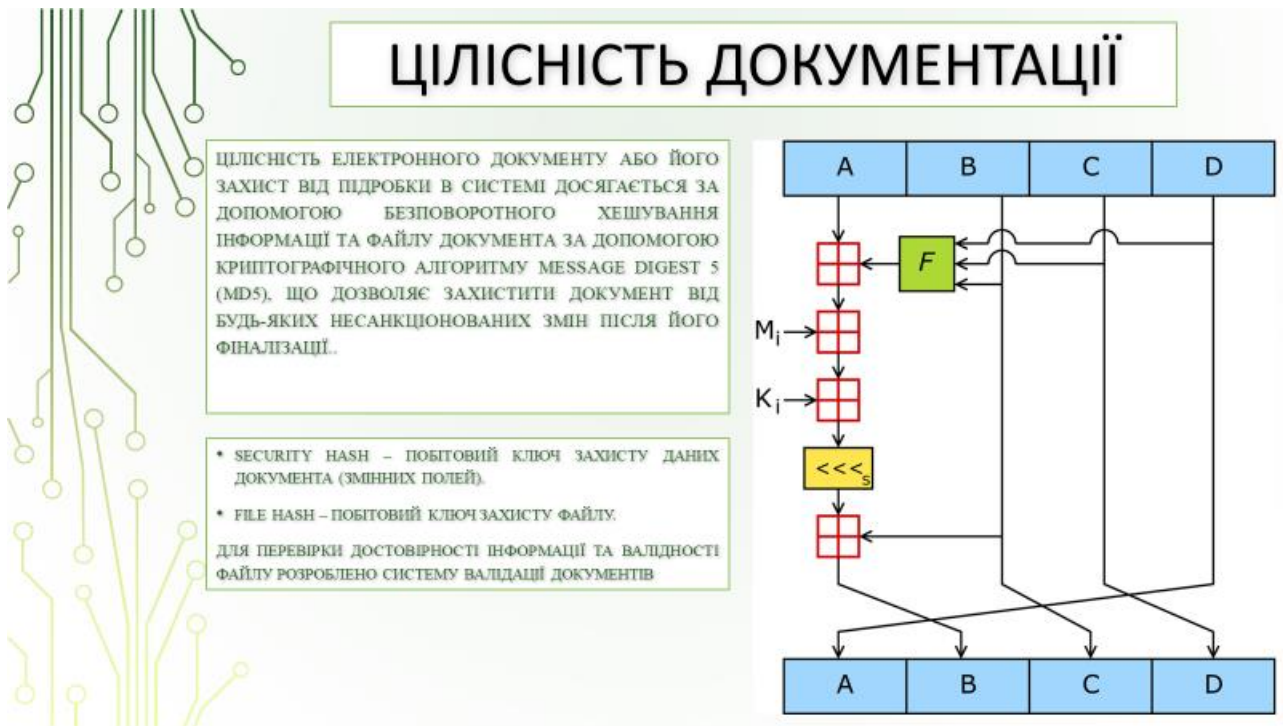 ЦІЛІСНІСТЬ ДОКУМЕНТАЦІЇ
ЦІЛІСНІСТЬ ЕЛЕКТРОННОГО ДОКУМЕНТУ АБО ЙОГО
ЗАХИСТ ВІД ПІДРОБКИ В СИСТЕМІ ДОСЯГАЄТЬСЯ ЗА
ДОПОМОГОЮ БЕЗПОВОРОТНОГО ХЕШУВАННЯ
ІНФОРМАЦІЇ ТА ФАЙЛУ ДОКУМЕНТА ЗА ДОПОМОГОЮ
КРИПТОГРАФІЧНОГО АЛГОРИТМУ MESSAGE DIGEST 5
(MD5), ЩО ДОЗВОЛЯЄ ЗАХИСТИТИ ДОКУМЕНТ ВІД
БУДЬ-ЯКИХ НЕСАНКЦІОНОВАНИХ ЗМІН ПІСЛЯ ЙОГО
ФІНАЛІЗАЦІЇ..
• SECURITY HASH – ПОБІТОВИЙ КЛЮЧ ЗАХИСТУ ДАНИХ
ДОКУМЕНТА (ЗМІННИХ ПОЛЕЙ).
• FILE HASH – ПОБІТОВИЙ КЛЮЧ ЗАХИСТУ ФАЙЛУ.
ДЛЯ ПЕРЕВІРКИ ДОСТОВІРНОСТІ ІНФОРМАЦІЇ ТА ВАЛІДНОСТІ
ФАЙЛУ РОЗРОБЛЕНО СИСТЕМУ ВАЛІДАЦІЇ ДОКУМЕНТІВ
A B C D
F
Mi
Ki
<<<s
A B C D